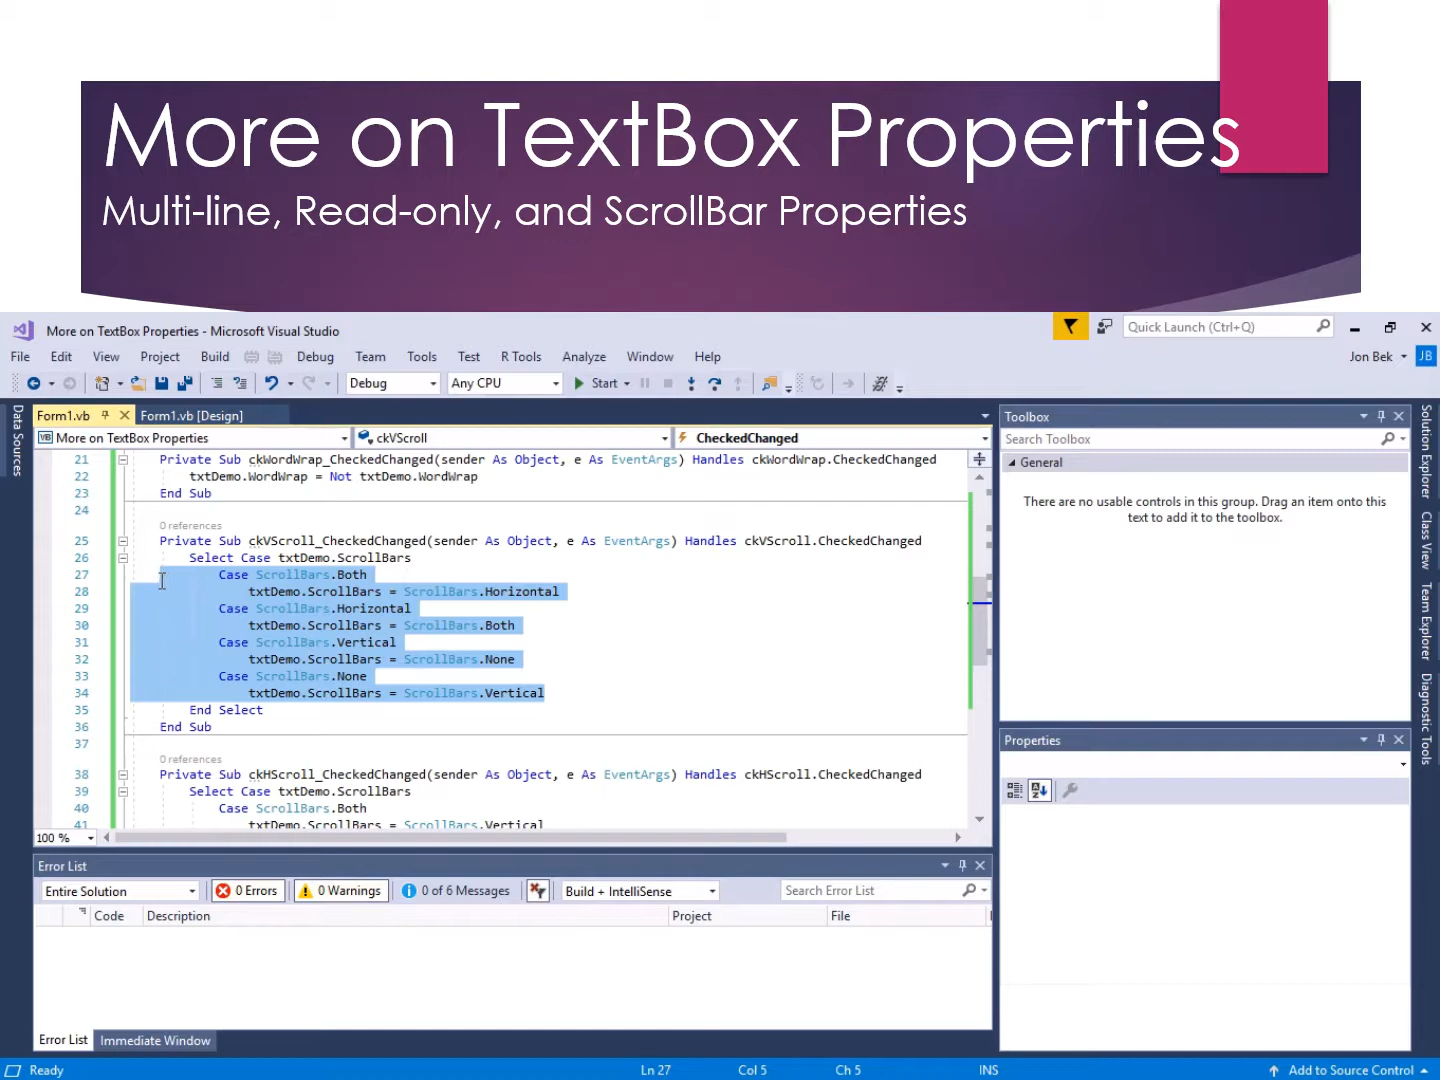 More on TextBox Properties
Multi-line, Read-only, and ScrollBar Properties
More on TextBox Properties - Microsoft Visual Studio
Quick Launch (Ctrl+Q)
File Edit View Project Build Debug Team Tools Test R Tools Analyze Window Help
Jon Bek JB
Debug Any CPU Start
Data Sources
Form1.vb Form1.vb [Design]
VB More on TextBox Properties ckVScroll CheckedChanged
21 Private Sub ckWordWrap_CheckedChanged(sender As Object, e As EventArgs) Handles ckWordWrap.CheckedChanged
22 txtDemo.WordWrap = Not txtDemo.WordWrap
23 End Sub
24
0 references
25 Private Sub ckVScroll_CheckedChanged(sender As Object, e As EventArgs) Handles ckVScroll.CheckedChanged
26 Select Case txtDemo.ScrollBars
27 Case ScrollBars.Both
28 txtDemo.ScrollBars = ScrollBars.Horizontal
29 Case ScrollBars.Horizontal
30 txtDemo.ScrollBars = ScrollBars.Both
31 Case ScrollBars.Vertical
32 txtDemo.ScrollBars = ScrollBars.None
33 Case ScrollBars.None
34 txtDemo.ScrollBars = ScrollBars.Vertical
35 End Select
36 End Sub
37
0 references
38 Private Sub ckHScroll_CheckedChanged(sender As Object, e As EventArgs) Handles ckHScroll.CheckedChanged
39 Select Case txtDemo.ScrollBars
40 Case ScrollBars.Both
41 txtDemo.ScrollBars = ScrollBars.Vertical
100 %
Toolbox
Search Toolbox
General
There are no usable controls in this group. Drag an item onto this
text to add it to the toolbox.
Properties
Solution Explorer
Class View
Team Explorer
Diagnostic Tools
Error List
Entire Solution 0 Errors 0 Warnings 0 of 6 Messages Build + IntelliSense Search Error List
Code Description Project File
Error List Immediate Window
Ready Ln 27 Col 5 Ch 5 INS Add to Source Control